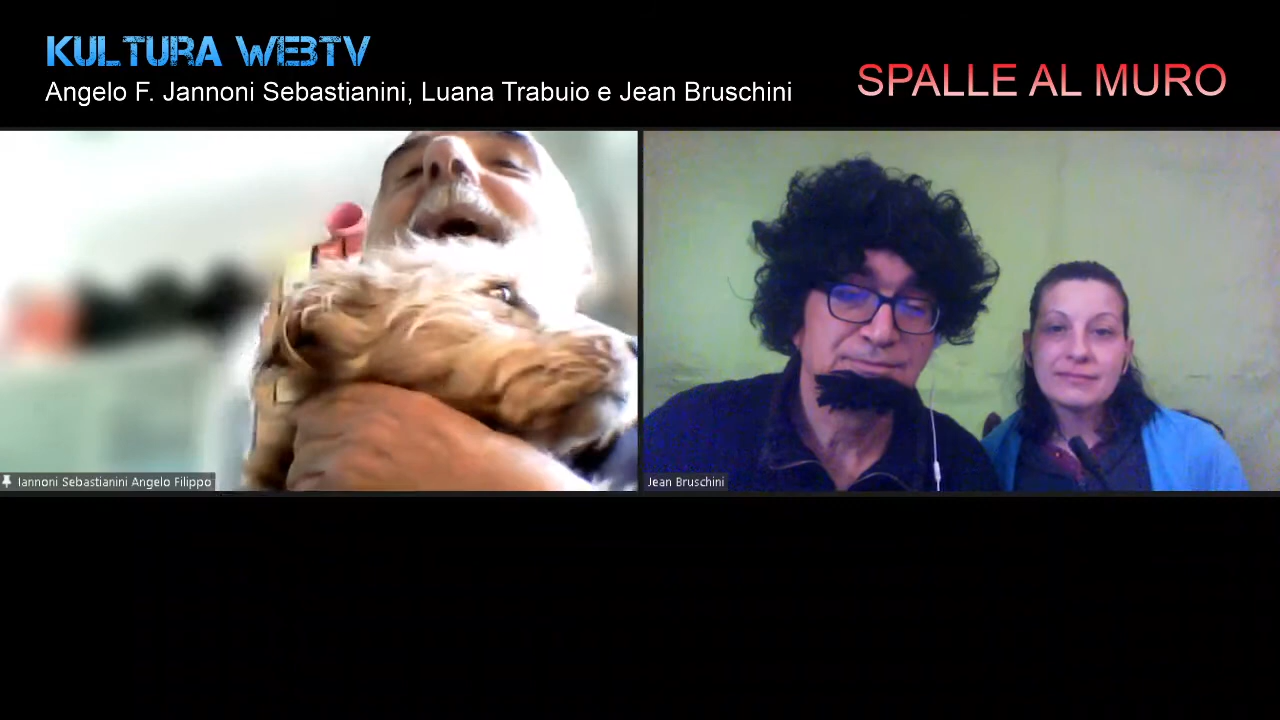 KULTURA WEBTV
Angelo F. Jannoni Sebastianini, Luana Trabuio e Jean Bruschini
SPALLE AL MURO
Iannoni Sebastianini Angelo Filippo
Jean Bruschini